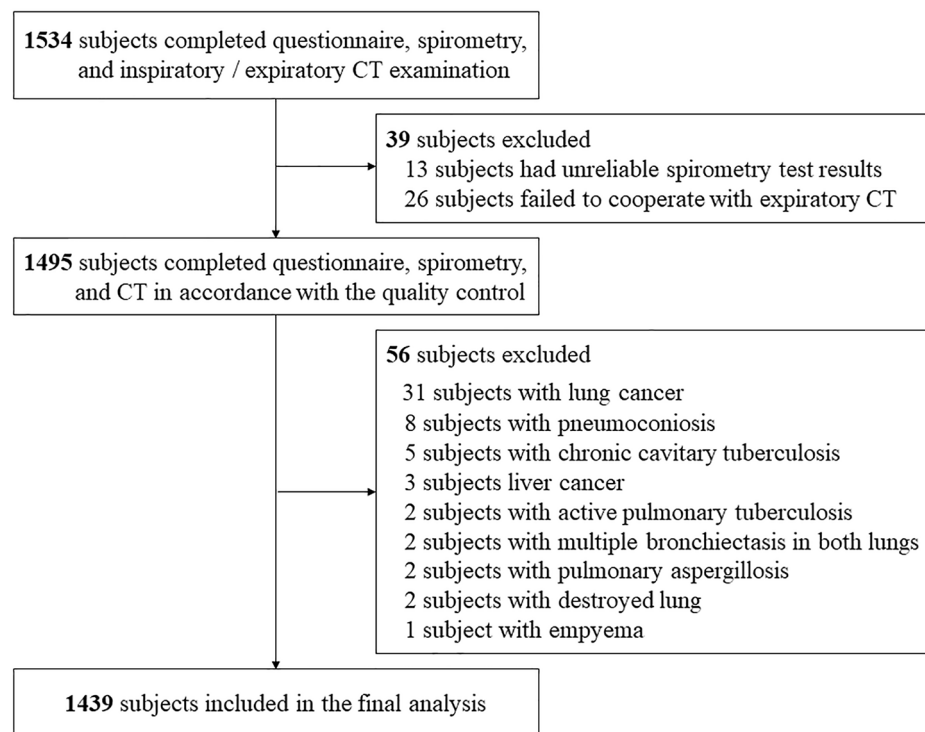 1534 subjects completed questionnaire, spirometry,
and inspiratory / expiratory CT examination
39 subjects excluded
13 subjects had unreliable spirometry test results
26 subjects failed to cooperate with expiratory CT
1495 subjects completed questionnaire, spirometry,
and CT in accordance with the quality control
56 subjects excluded
31 subjects with lung cancer
8 subjects with pneumoconiosis
5 subjects with chronic cavitary tuberculosis
3 subjects liver cancer
2 subjects with active pulmonary tuberculosis
2 subjects with multiple bronchiectasis in both lungs
2 subjects with pulmonary aspergillosis
2 subjects with destroyed lung
1 subject with empyema
1439 subjects included in the final analysis